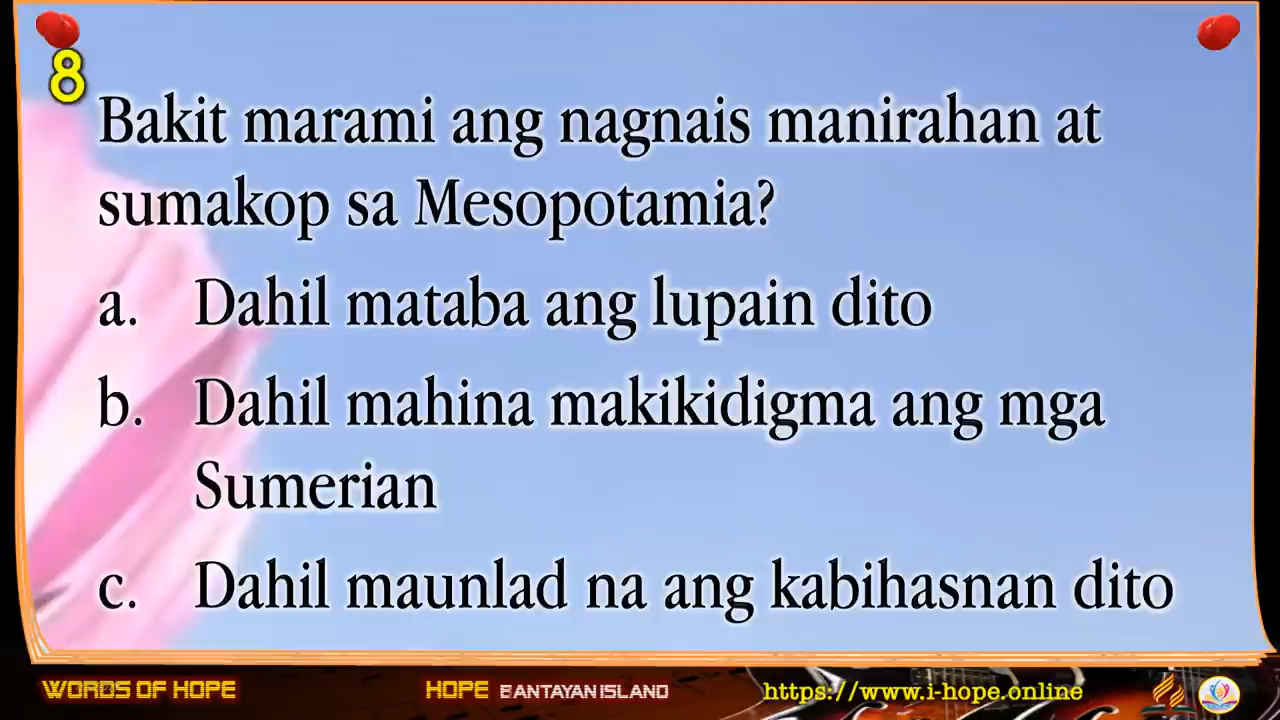 8
Bakit marami ang nagnais manirahan at
sumakop sa Mesopotamia?
a. Dahil mataba ang lupain dito
b. Dahil mahina makikidigma ang mga
Sumerian
c. Dahil maunlad na ang kabihasnan dito
WORDS OF HOPE HOPE BANTAYAN ISLAND https://www.i-hope.online